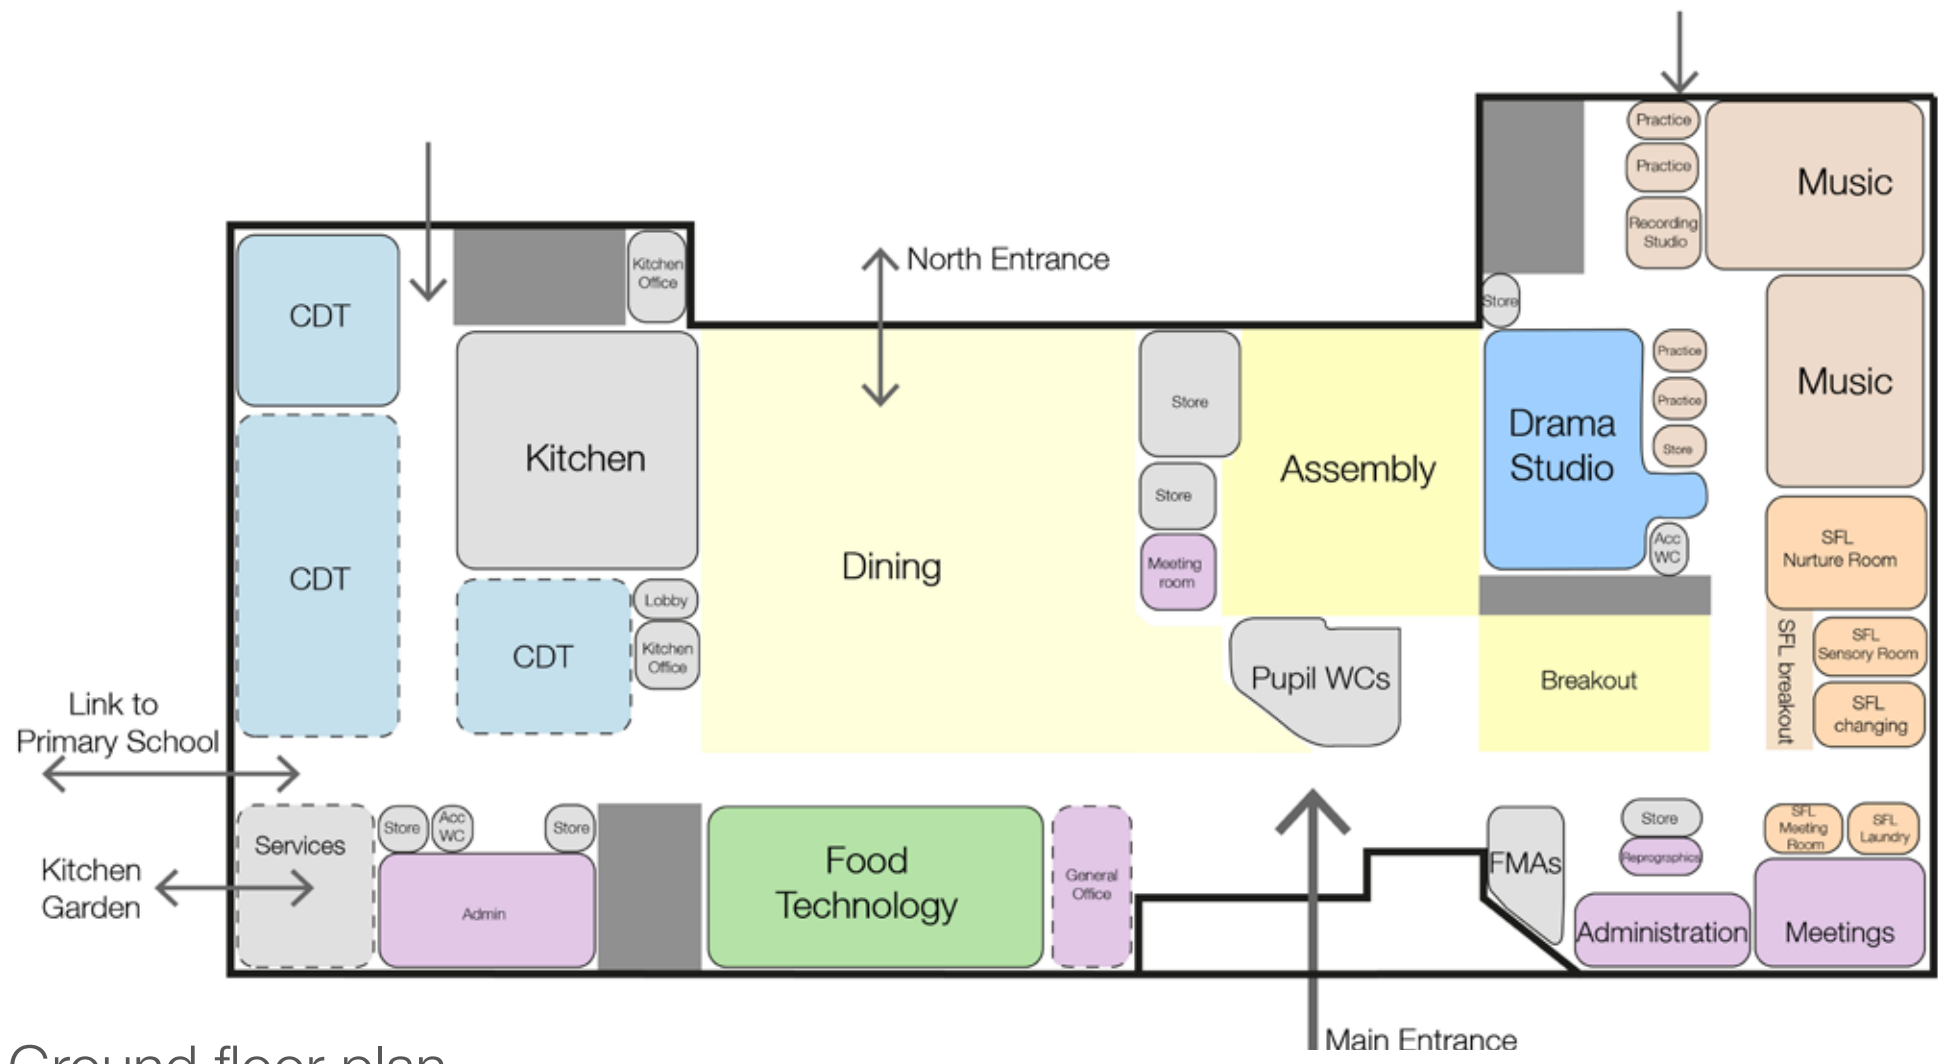 Practice
Music
Practice
Recording
Studio
North Entrance
Kitchen
Office
CDT
Store
Practice
Music
Practice
Store
Drama
Studio
Store
Kitchen
Assembly
Store
Acc
WC
SFL
Nurture Room
Dining
Meeting
room
CDT
Lobby
Kitchen
Office
CDT
Pupil WCs
Breakout
SFL breakout
SFL
Sensory Room
SFL
changing
Link to
Primary School
Services
Store
Acc
WC
Store
Food
Technology
General
Office
FMAs
Store
Reprographics
SFL
Meeting
Room
SFL
Laundry
Kitchen
Garden
Admin
Administration
Meetings
Main Entrance
Ground floor plan